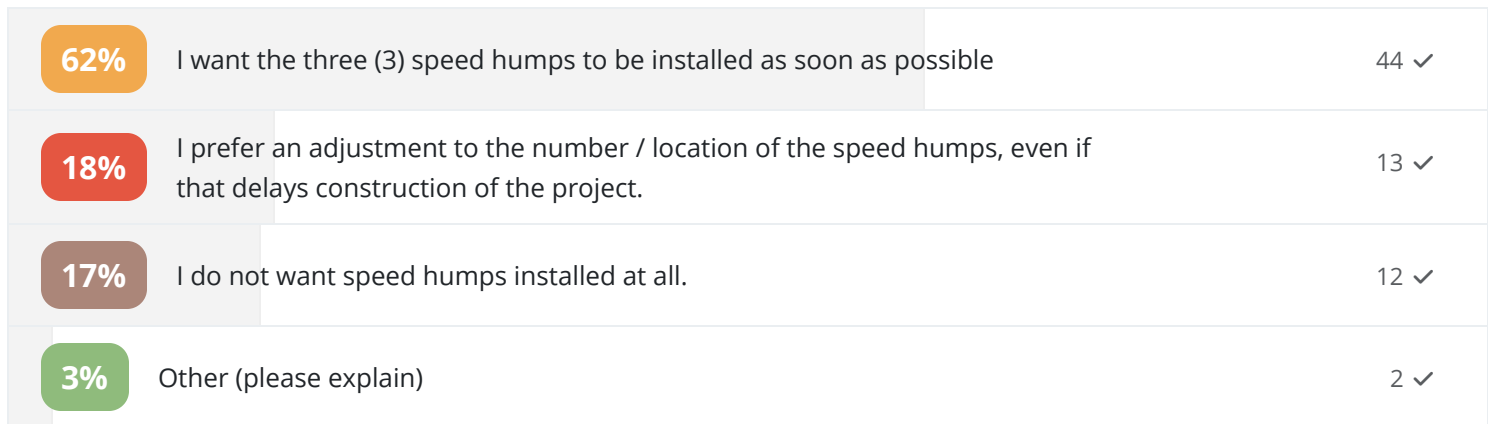 62% I want the three (3) speed humps to be installed as soon as possible 44
18% I prefer an adjustment to the number / location of the speed humps, even if
that delays construction of the project. 13
17% I do not want speed humps installed at all. 12
3% Other (please explain) 2